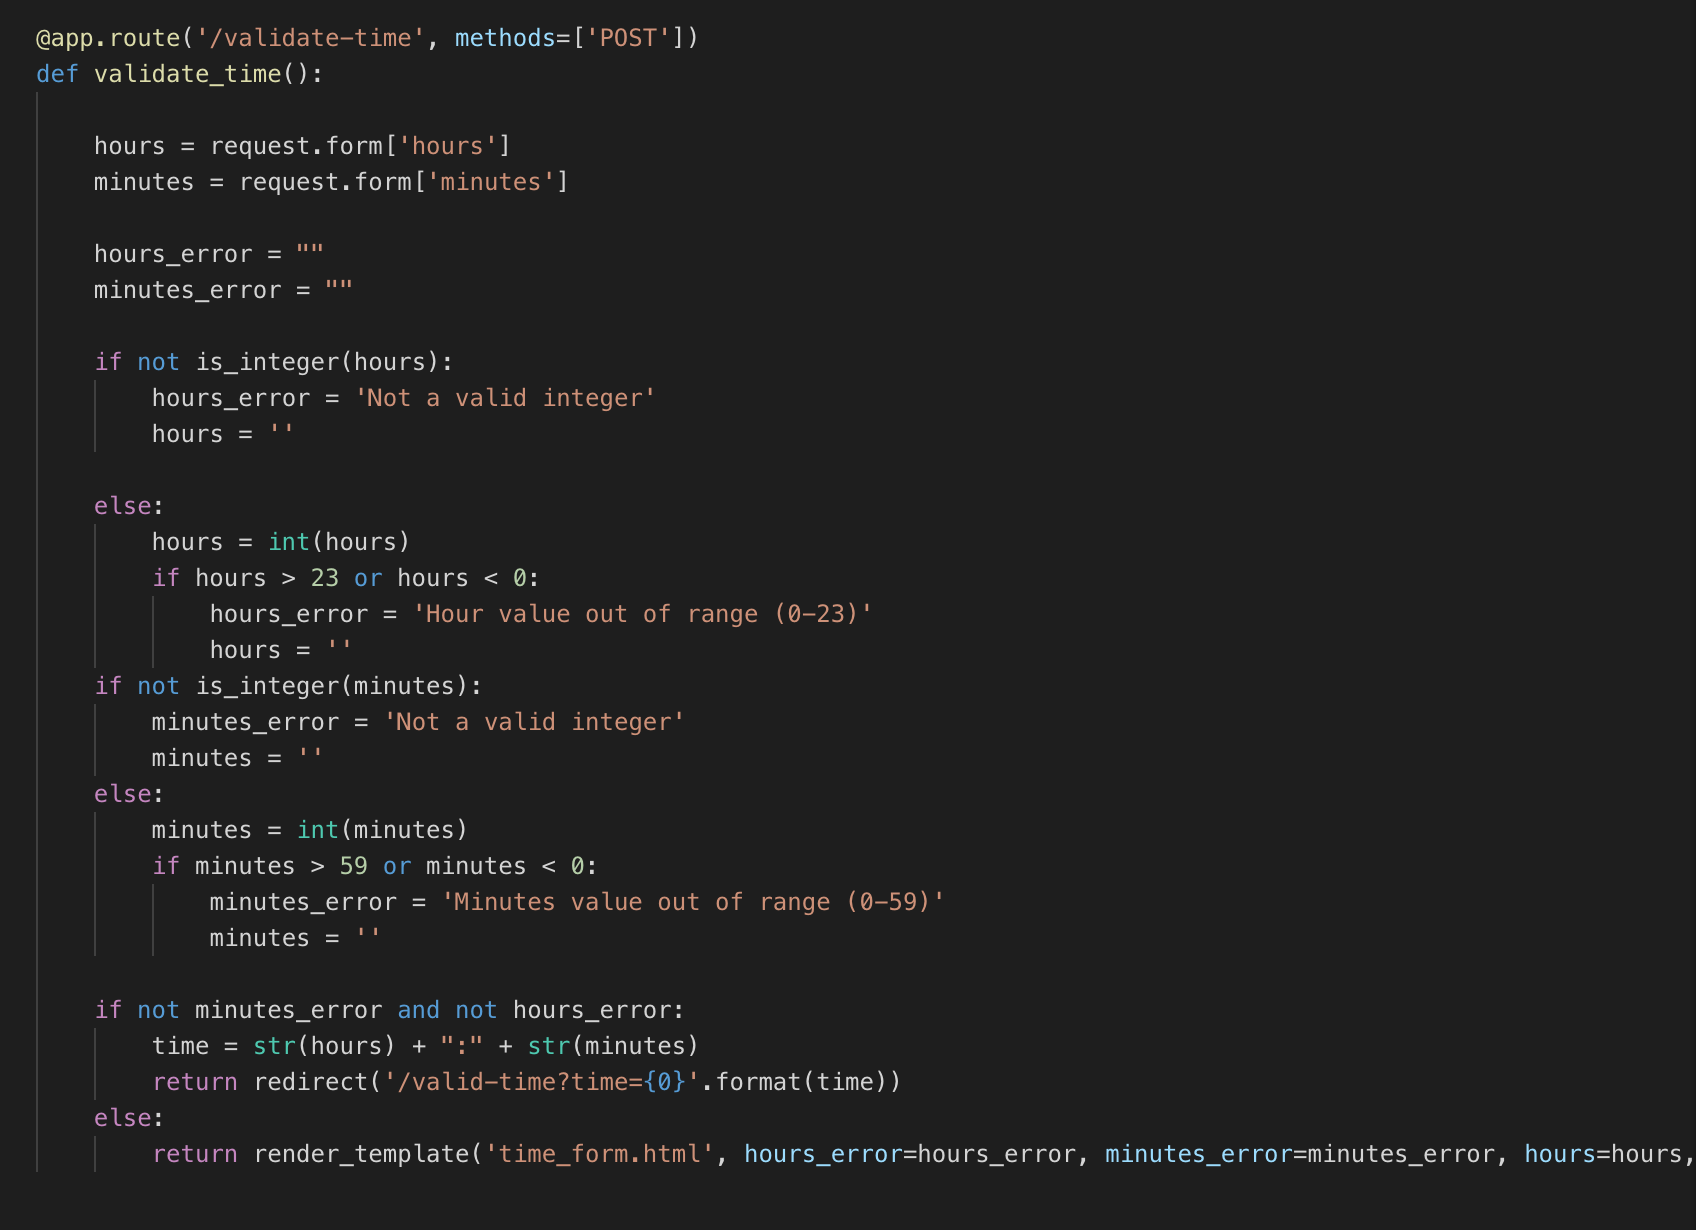 @app.route('/validate-time', methods=['POST'])
def validate_time():

    hours = request.form['hours']
    minutes = request.form['minutes']

    hours_error = ""
    minutes_error = ""

    if not is_integer(hours):
        hours_error = 'Not a valid integer'
        hours = ''

    else:
        hours = int(hours)
        if hours > 23 or hours < 0:
            hours_error = 'Hour value out of range (0-23)'
            hours = ''
    if not is_integer(minutes):
        minutes_error = 'Not a valid integer'
        minutes = ''
    else:
        minutes = int(minutes)
        if minutes > 59 or minutes < 0:
            minutes_error = 'Minutes value out of range (0-59)'
            minutes = ''

    if not minutes_error and not hours_error:
        time = str(hours) + ":" + str(minutes)
        return redirect('/valid-time?time={0}'.format(time))
    else:
        return render_template('time_form.html', hours_error=hours_error, minutes_error=minutes_error, hours=hours,